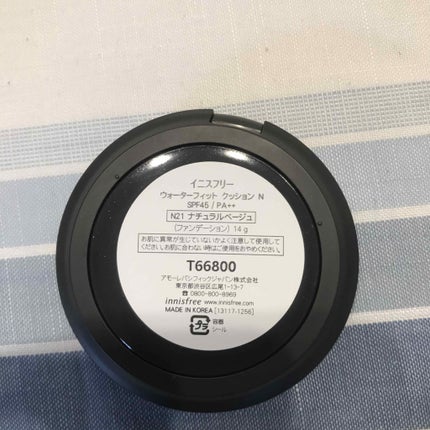 イニスフリー
ウォーターフィット クッション N
SPF45 / PA++
N21 ナチュラルベージュ
(ファンデーション) 14 g
お肌に異常が生じていないかよく注意して使用して
ください。お肌に合わない時はご使用をおやめください。
T66800
アモーレパシフィックジャパン株式会社
東京都渋谷区広尾1-13-7
☎ 0800-800-8969
innisfree www.innisfree.com
MADE IN KOREA [13117-1256]
プラ
容器
シール